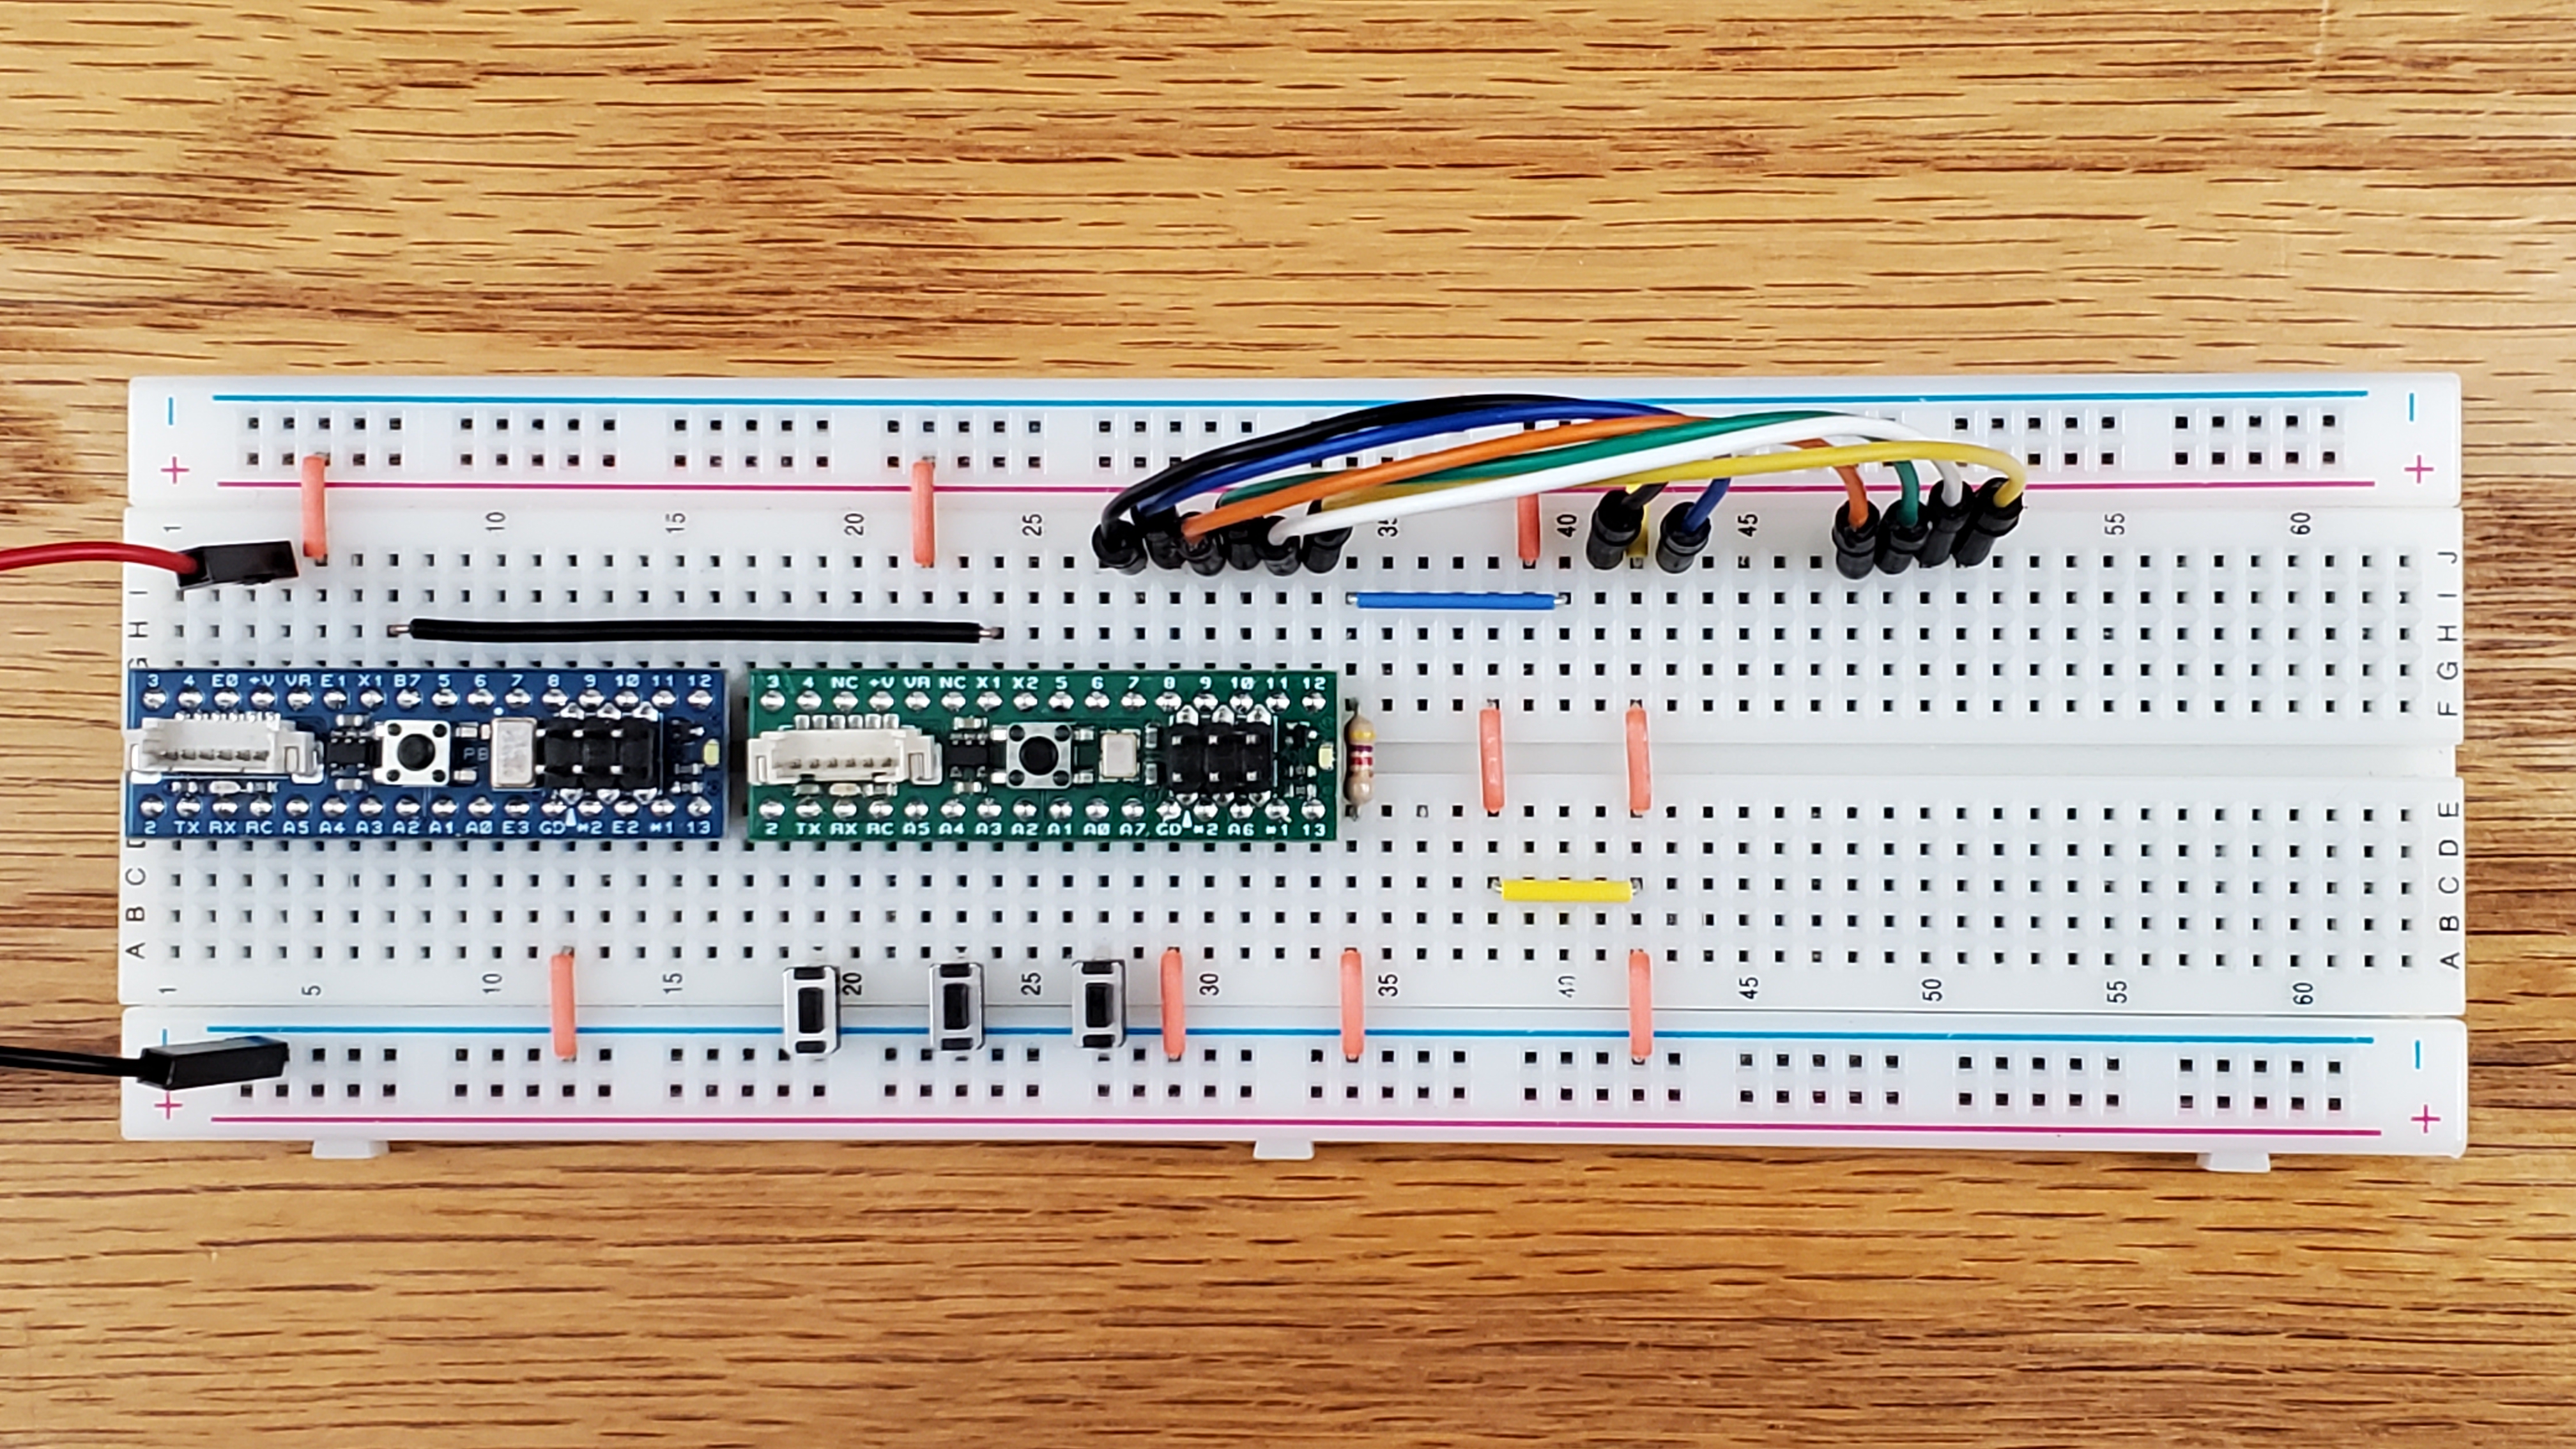 − −
+ +
1 10 15 20 25 35 40 45 55 60
J
I I
H H
G G
3 4 E0 +V VR E1 X1 B7 5 6 7 8 9 10 11 12
3 4 NC +V VR NC X1 X2 5 6 7 8 9 10 11 12
F
PB
2 TX RX RC A5 A4 A3 A2 A1 A0 E3 GD *2 E2 *1 13
2 TX RX RC A5 A4 A3 A2 A1 A0 A7 GD *2 A6 *1 13
E
D D
C C
B B
A A
1 5 10 15 20 25 30 35 40 45 50 55 60
− −
+ +